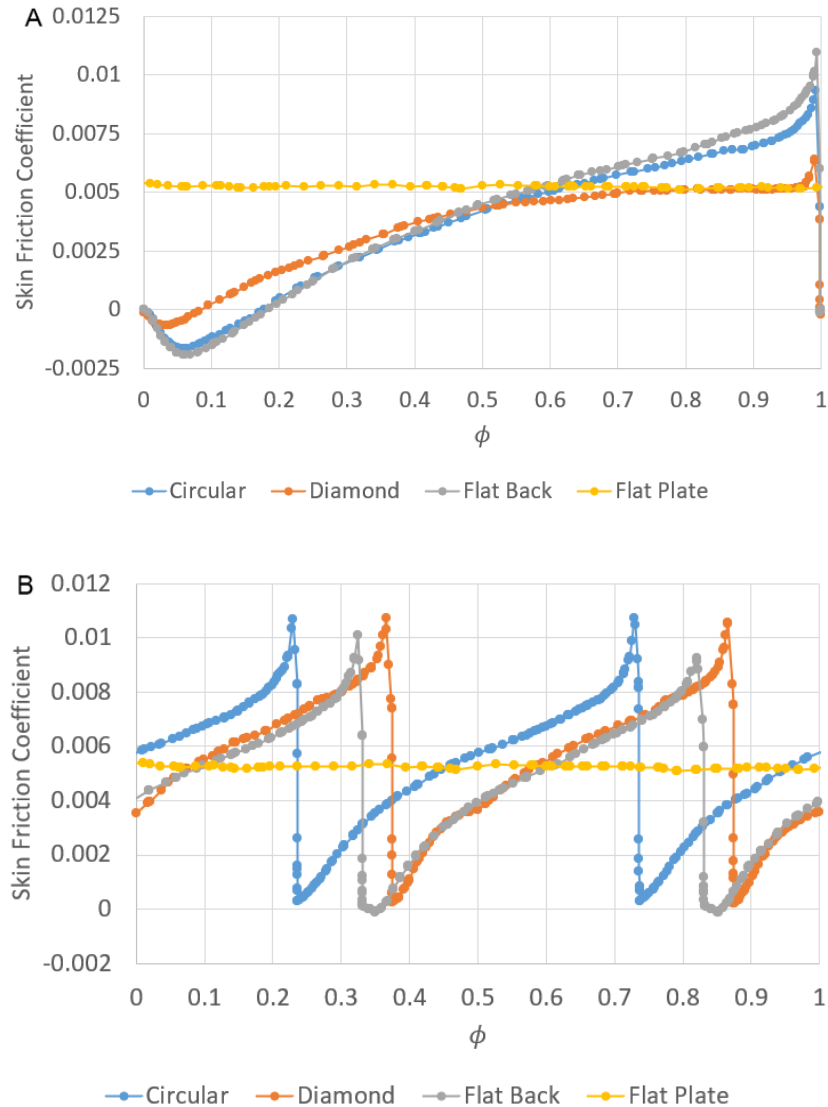 A
0.0125
0.01
0.0075
0.005
0.0025
0
-0.0025
Skin Friction Coefficient
0 0.1 0.2 0.3 0.4 0.5 0.6 0.7 0.8 0.9 1
ϕ
Circular Diamond Flat Back Flat Plate
B
0.012
0.01
0.008
0.006
0.004
0.002
0
-0.002
Skin Friction Coefficient
0 0.1 0.2 0.3 0.4 0.5 0.6 0.7 0.8 0.9 1
ϕ
Circular Diamond Flat Back Flat Plate